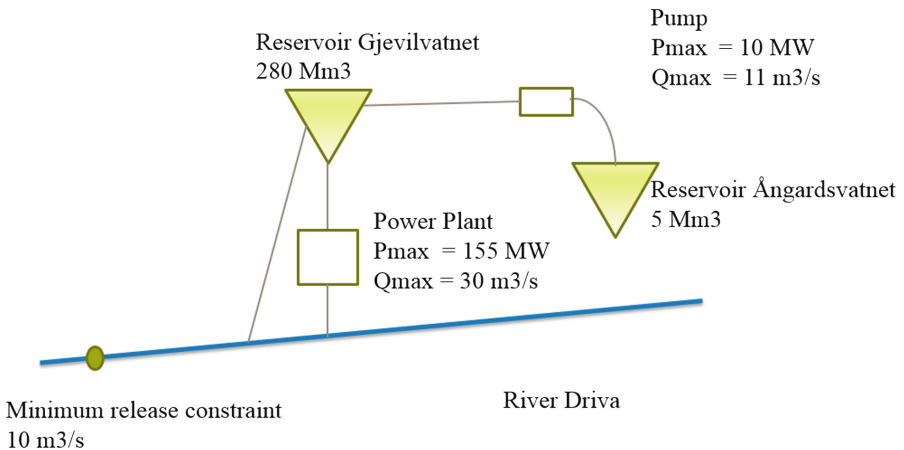 Reservoir Gjevilvatnet
280 Mm3
Pump
Pmax  = 10 MW
Qmax  = 11 m3/s
Reservoir Ångardsvatnet
5 Mm3
Power Plant
Pmax  = 155 MW
Qmax = 30 m3/s
Minimum release constraint
10 m3/s
River Driva